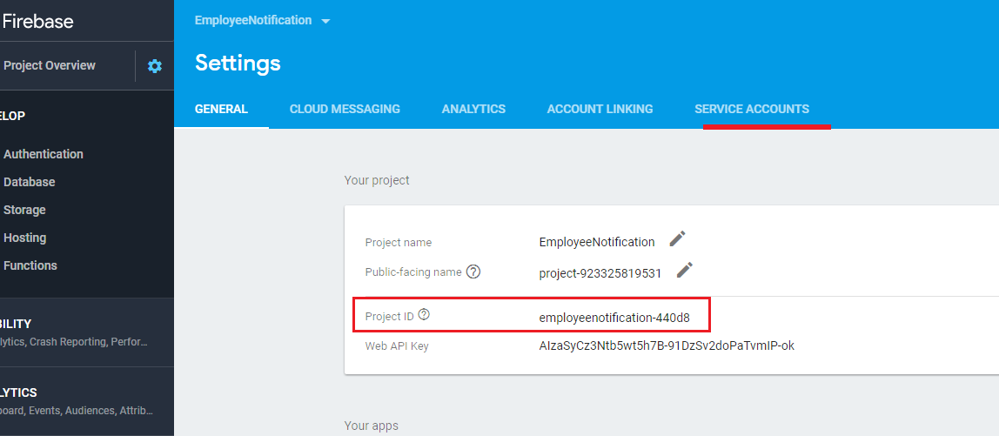 Firebase
EmployeeNotification
Project Overview
Settings
GENERAL CLOUD MESSAGING ANALYTICS ACCOUNT LINKING SERVICE ACCOUNTS
ELOP
Authentication
Database
Storage
Hosting
Functions
BILITY
lytics, Crash Reporting, Perfor...
LYTICS
board, Events, Audiences, Attrib...
Your project
Project name EmployeeNotification
Public-facing name ? project-923325819531
Project ID ? employeenotification-440d8
Web API Key AIzaSyCz3Ntb5wt5h7B-91DzSv2doPaTvmIP-ok
Your apps